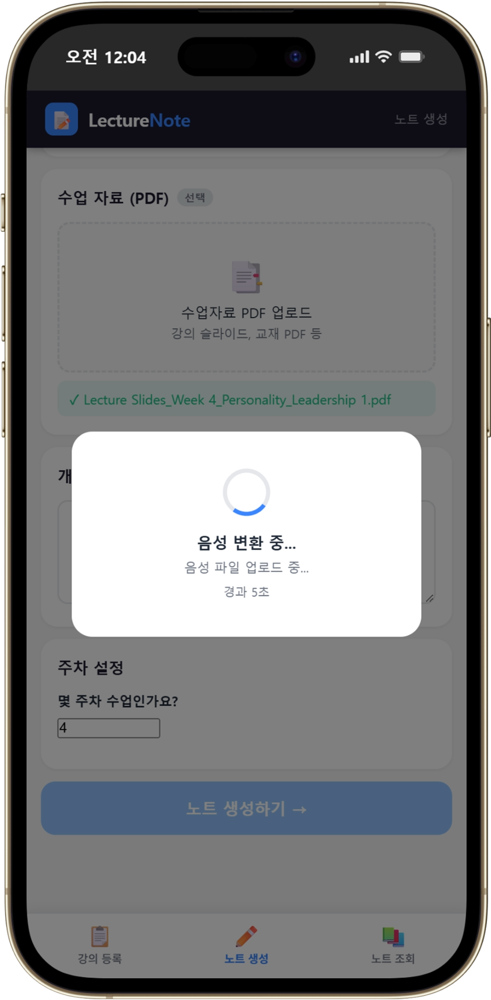 오전 12:04
LectureNote
노트 생성
수업 자료 (PDF) 선택
수업자료 PDF 업로드
강의 슬라이드, 교재 PDF 등
✓ Lecture Slides_Week 4_Personality_Leadership 1.pdf
개
음성 변환 중...
음성 파일 업로드 중...
경과 5초
주차 설정
몇 주차 수업인가요?
4
노트 생성하기 →
강의 등록
노트 생성
노트 조회